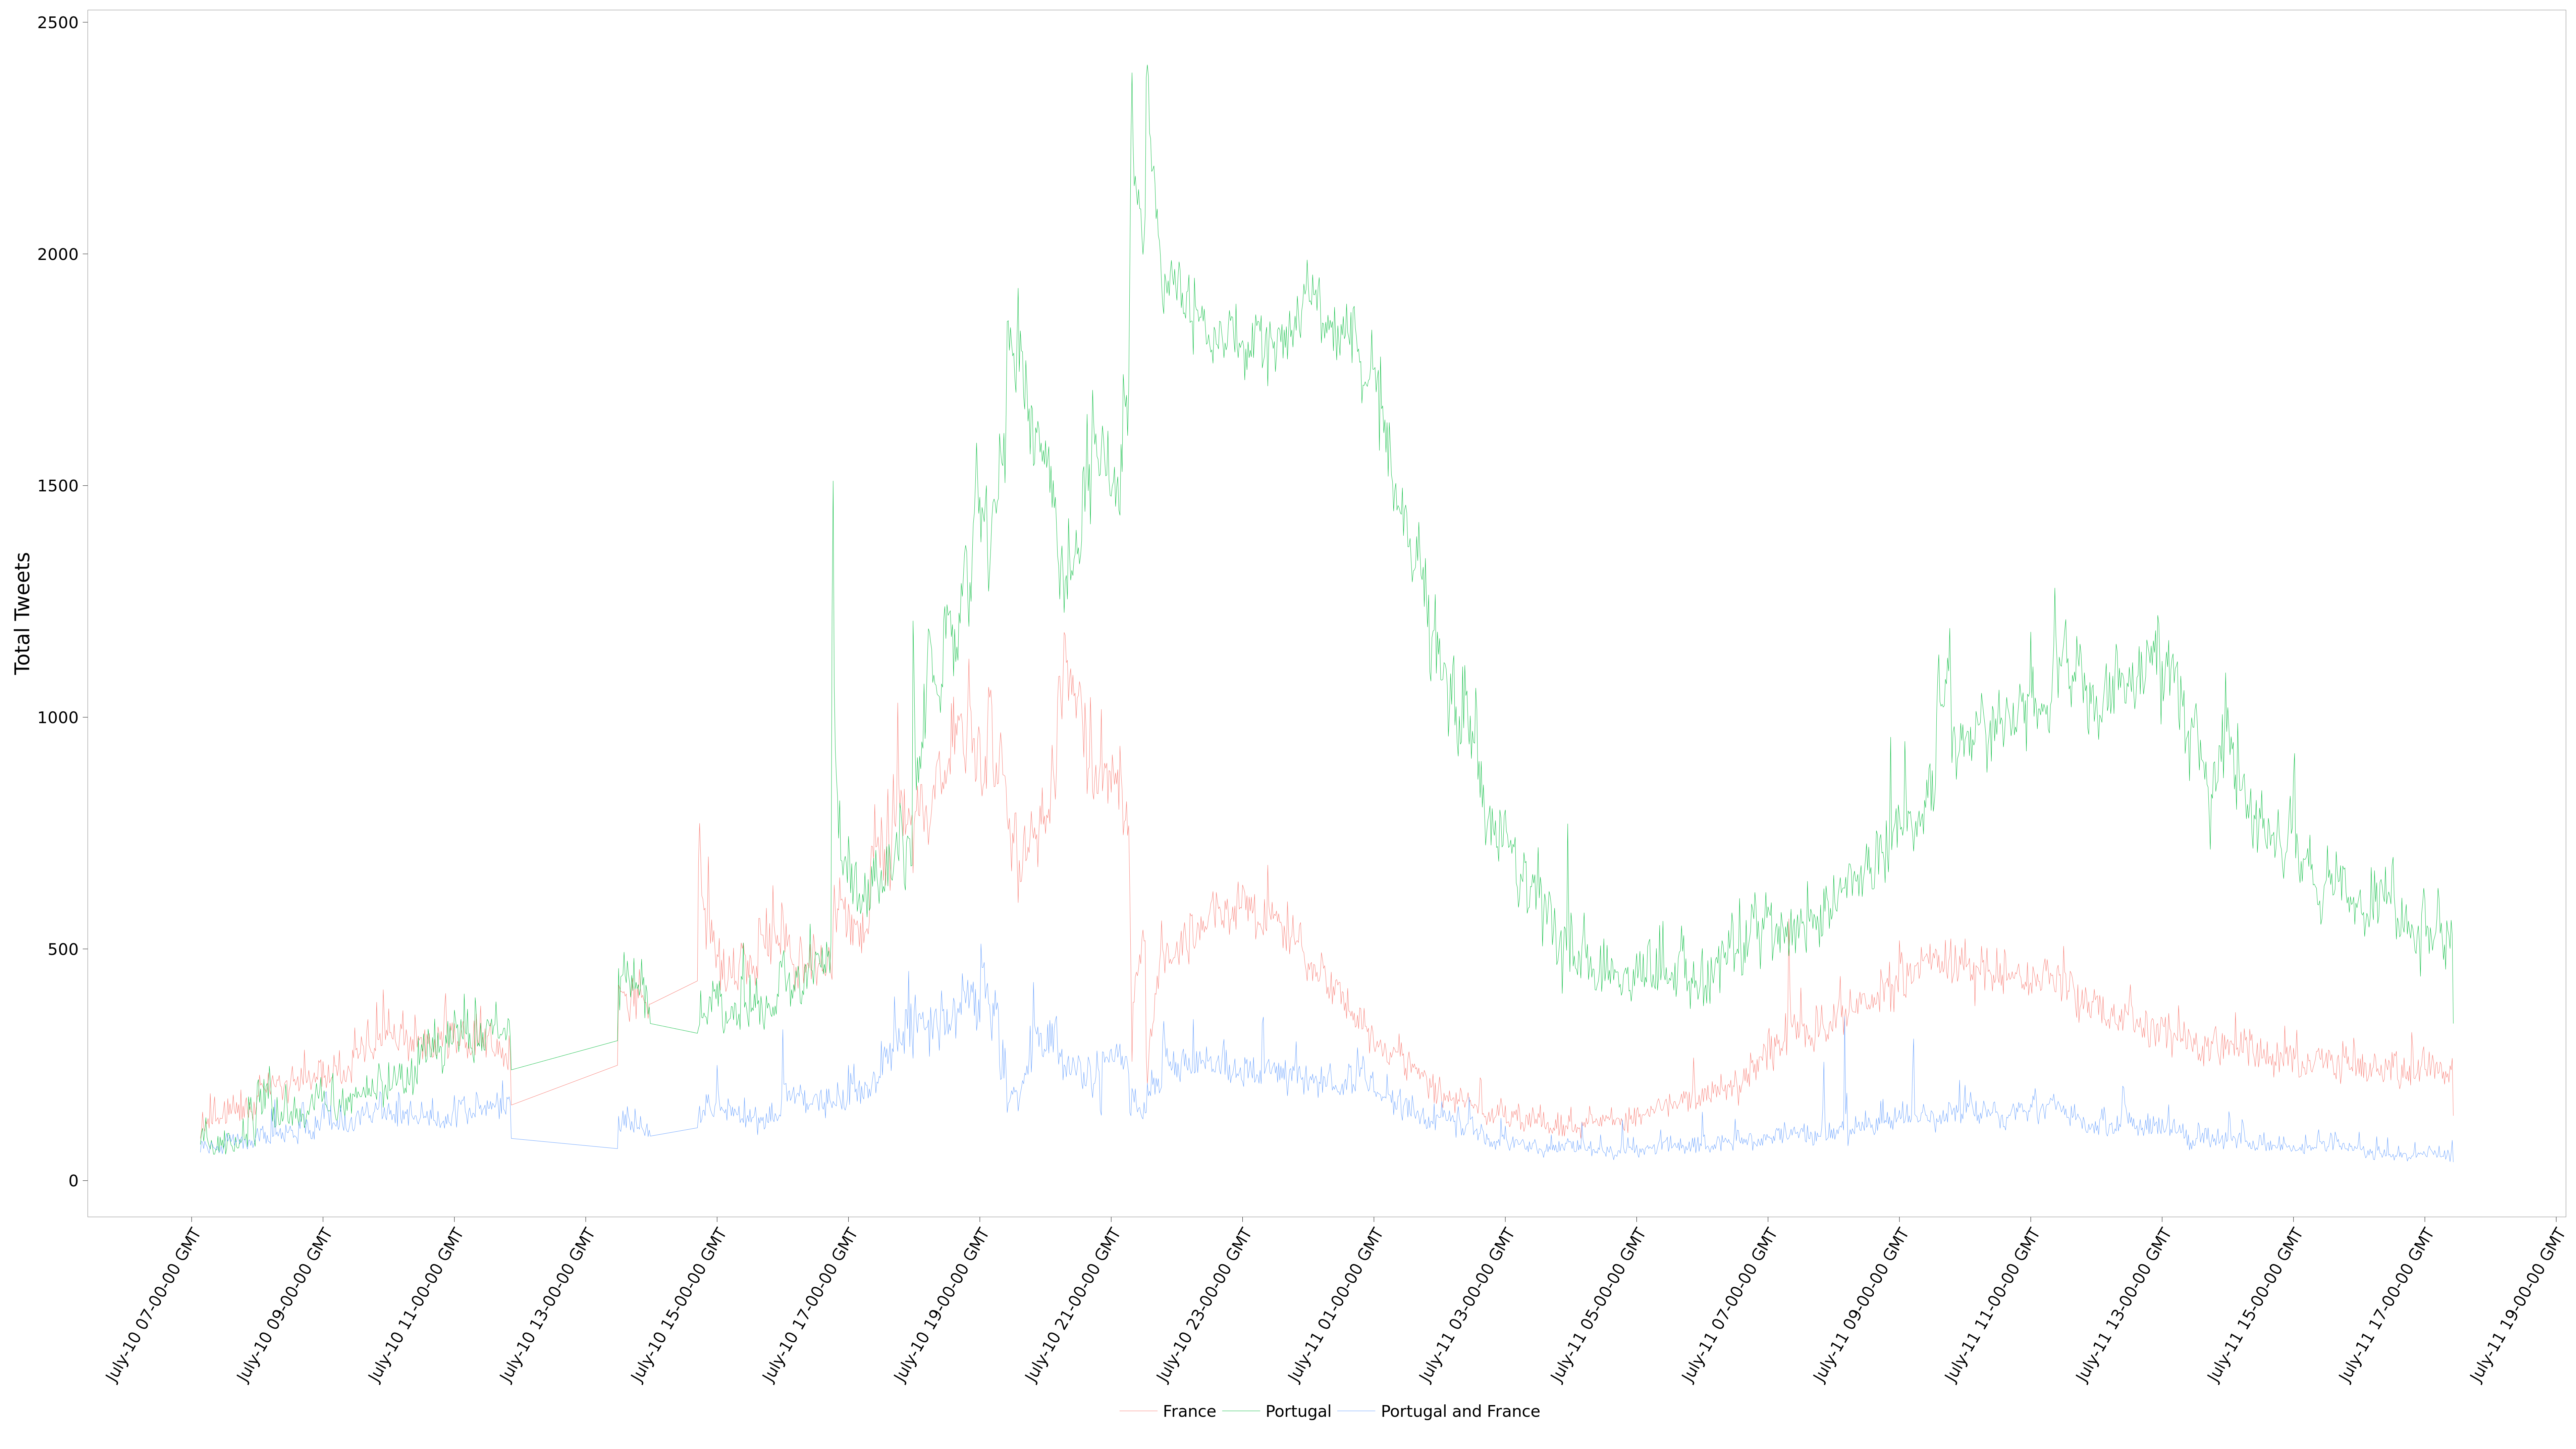 Total Tweets
2500
2000
1500
1000
500
0
July-10 07-00-00 GMT
July-10 09-00-00 GMT
July-10 11-00-00 GMT
July-10 13-00-00 GMT
July-10 15-00-00 GMT
July-10 17-00-00 GMT
July-10 19-00-00 GMT
July-10 21-00-00 GMT
July-10 23-00-00 GMT
July-11 01-00-00 GMT
July-11 03-00-00 GMT
July-11 05-00-00 GMT
July-11 07-00-00 GMT
July-11 09-00-00 GMT
July-11 11-00-00 GMT
July-11 13-00-00 GMT
July-11 15-00-00 GMT
July-11 17-00-00 GMT
July-11 19-00-00 GMT
France Portugal Portugal and France